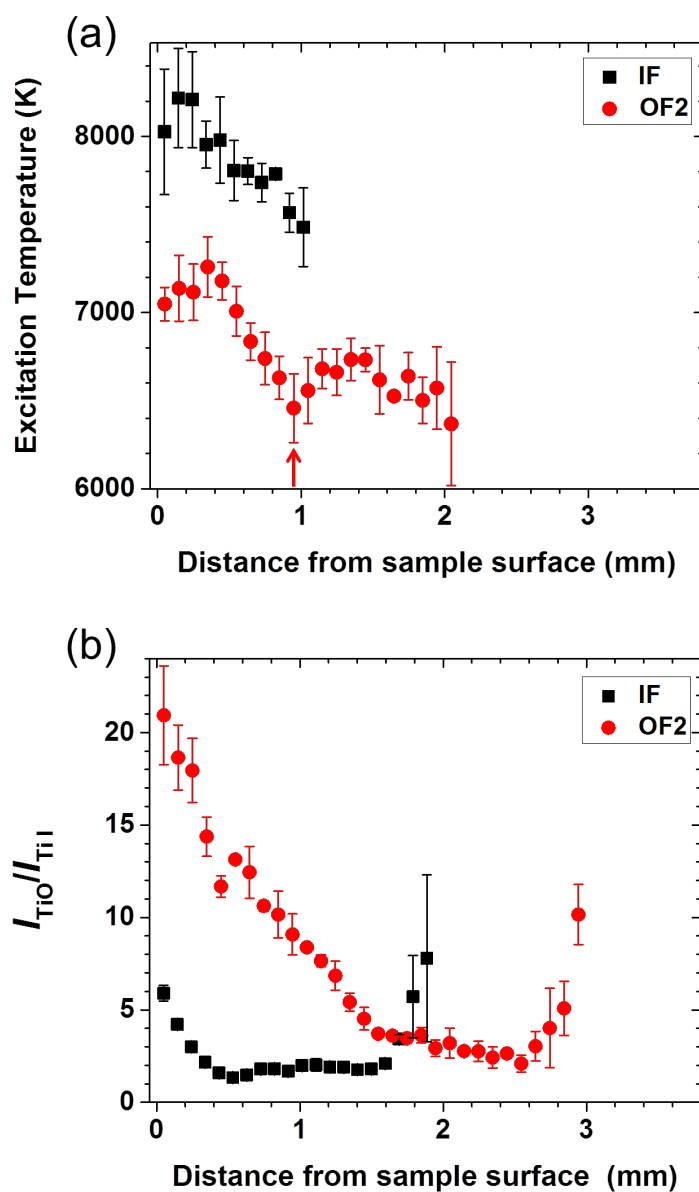 (a)
IF
OF2
8000
7000
6000
Excitation Temperature (K)
0 1 2 3
Distance from sample surface (mm)
(b)
IF
OF2
20
15
10
5
0
I_TiO/I_Ti I
0 1 2 3
Distance from sample surface (mm)